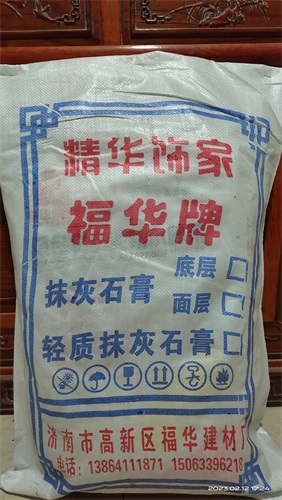 精华饰家
福华牌
抹灰石膏
底层
面层
轻质抹灰石膏
济南市高新区福华建材厂
电话:13864111871 15063396218
2023.02.12 19:24